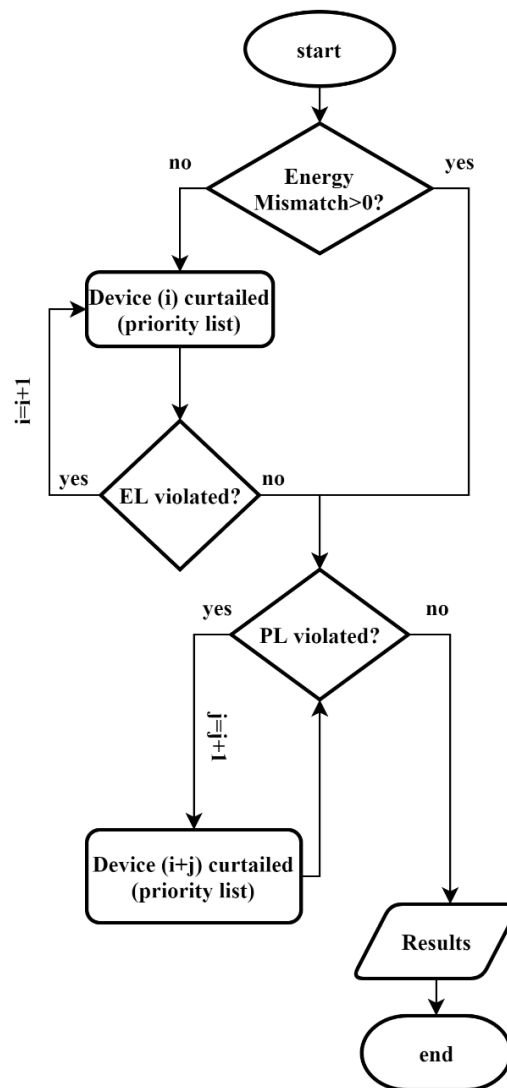 start
no
Energy
Mismatch>0?
yes
Device (i) curtailed
(priority list)
i=i+1
yes
EL violated?
no
yes
PL violated?
no
j=j+1
Device (i+j) curtailed
(priority list)
Results
end